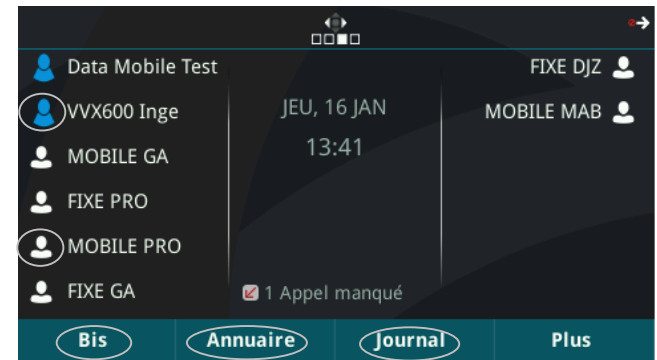 Data Mobile Test
VVX600 Inge
MOBILE GA
FIXE PRO
MOBILE PRO
FIXE GA
JEU, 16 JAN
13:41
1 Appel manqué
FIXE DJZ
MOBILE MAB
Bis
Annuaire
Journal
Plus